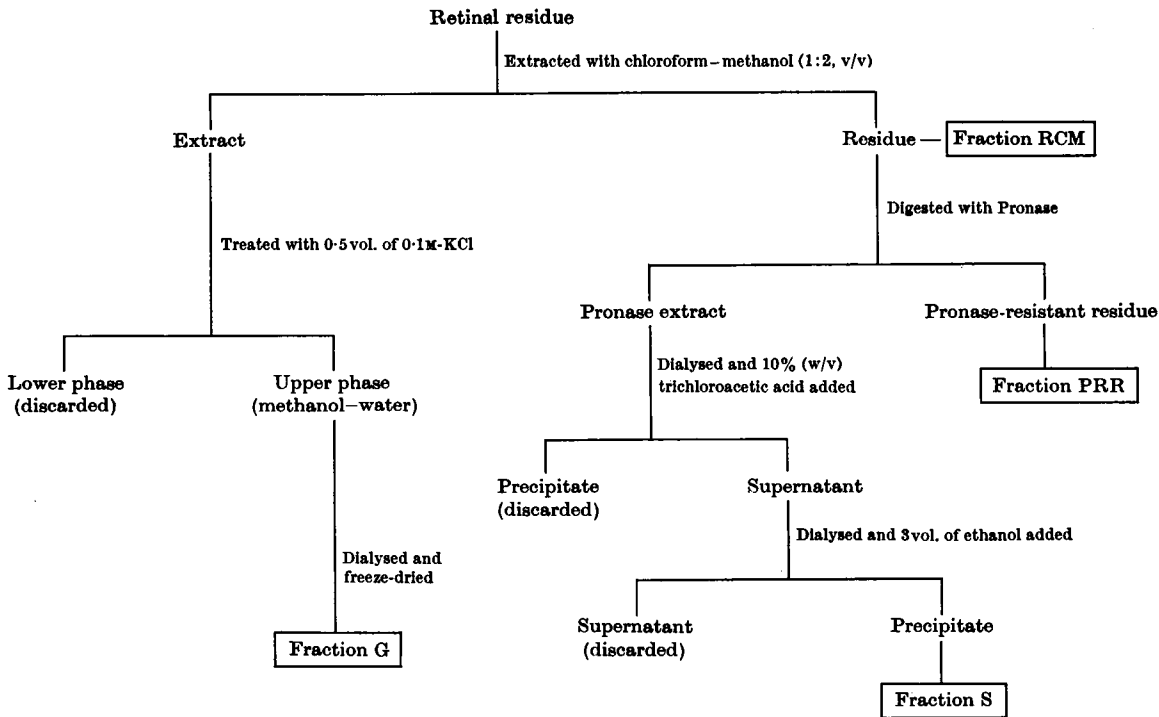 Retinal residue
Extracted with chloroform–methanol (1:2, v/v)
Extract
Residue — Fraction RCM
Digested with Pronase
Treated with 0·5 vol. of 0·1M-KCl
Pronase extract
Pronase-resistant residue
Lower phase
(discarded)
Upper phase
(methanol–water)
Dialysed and 10% (w/v)
trichloroacetic acid added
Fraction PRR
Precipitate
(discarded)
Supernatant
Dialysed and 3 vol. of ethanol added
Dialysed and
freeze-dried
Fraction G
Supernatant
(discarded)
Precipitate
Fraction S